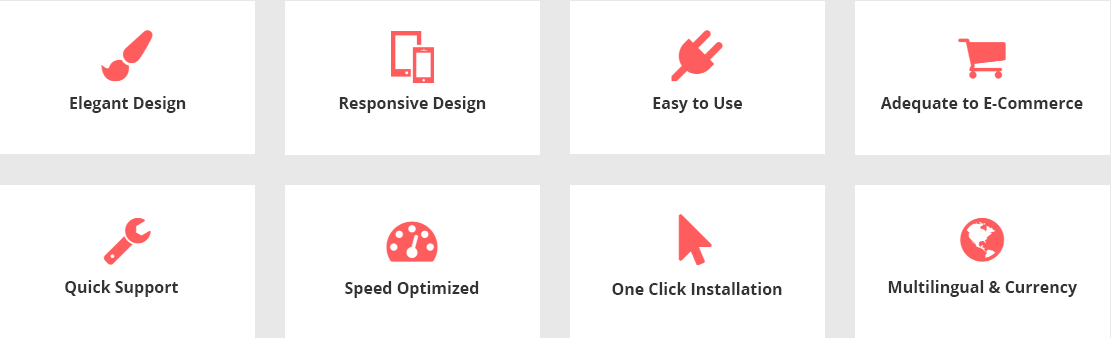 Elegant Design
Responsive Design
Easy to Use
Adequate to E-Commerce
Quick Support
Speed Optimized
One Click Installation
Multilingual & Currency